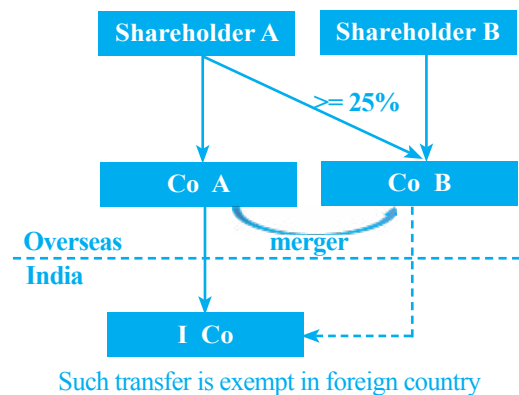 Shareholder A
Shareholder B
>= 25%
Co A
Co B
Overseas
merger
India
I Co
Such transfer is exempt in foreign country